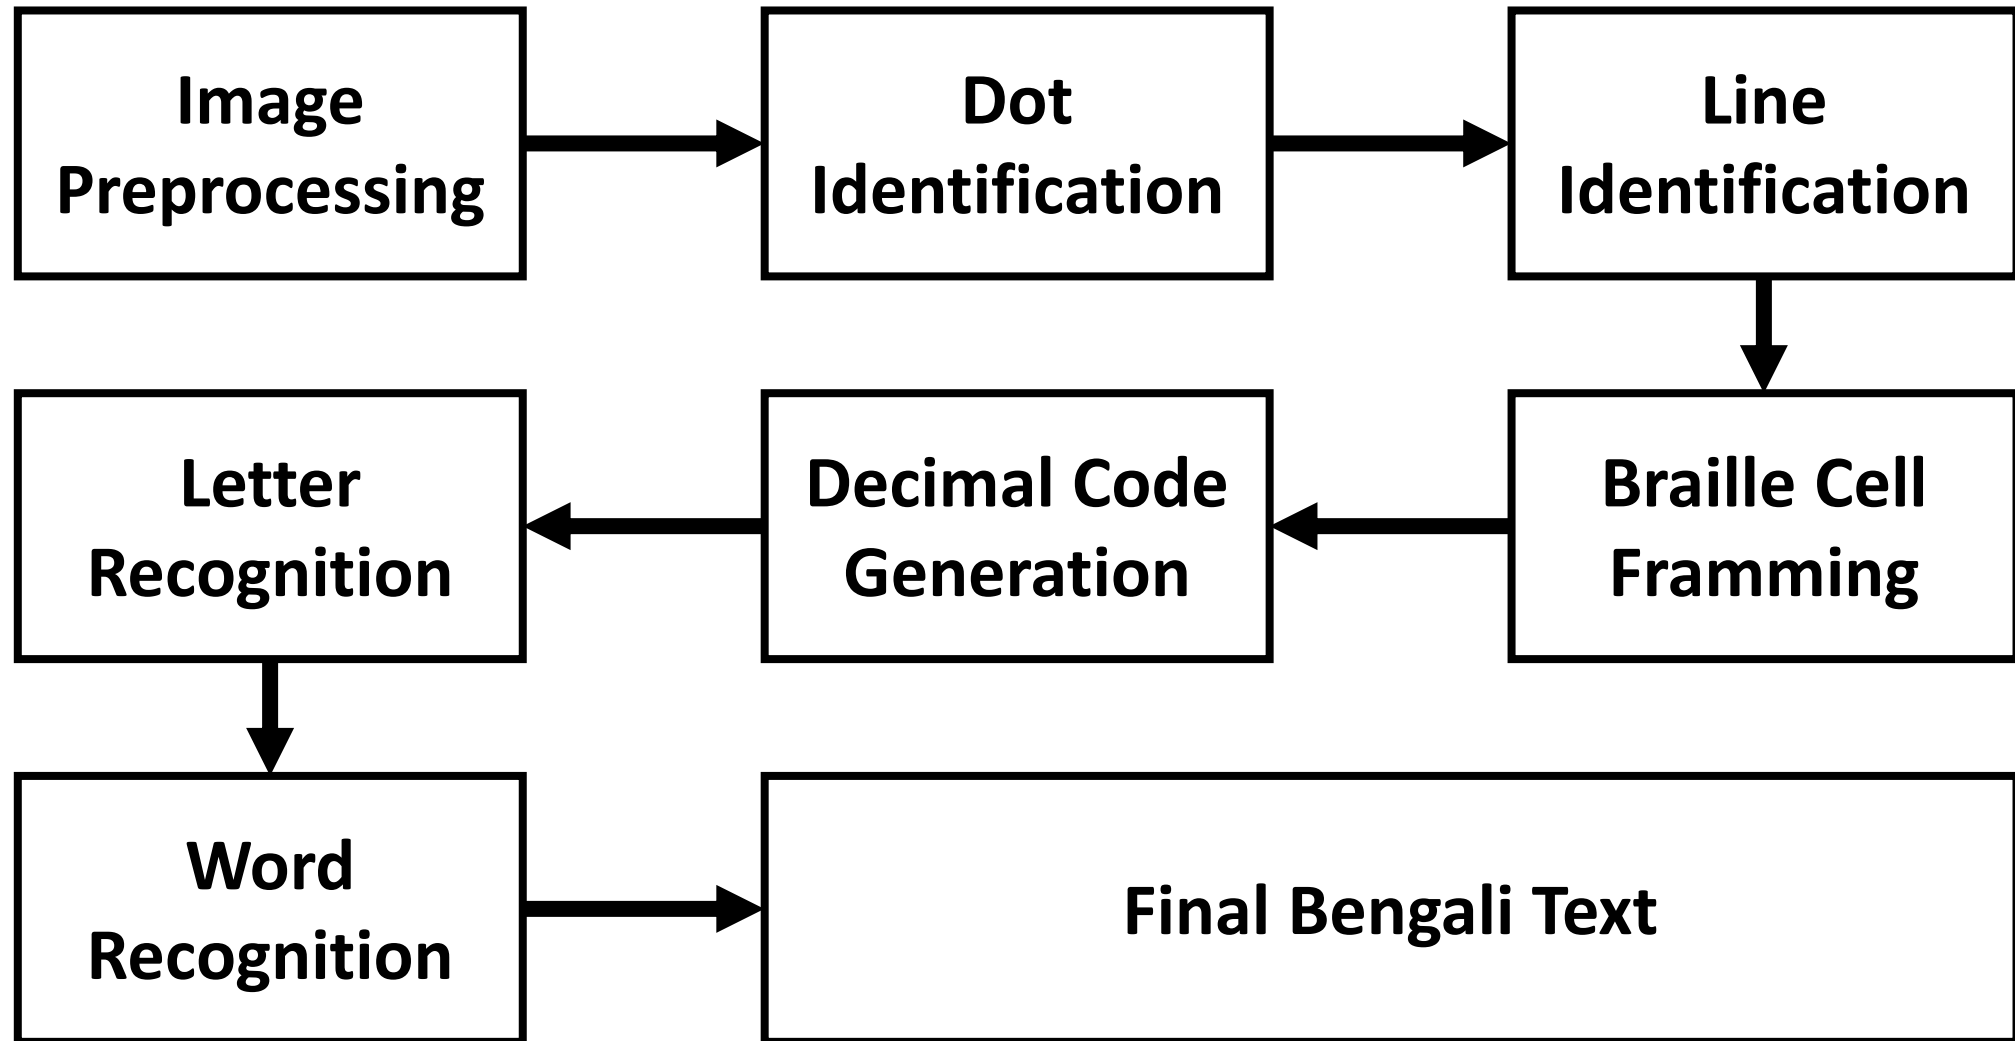 Image
Preprocessing
Dot
Identification
Line
Identification
Braille Cell
Framming
Decimal Code
Generation
Letter
Recognition
Word
Recognition
Final Bengali Text